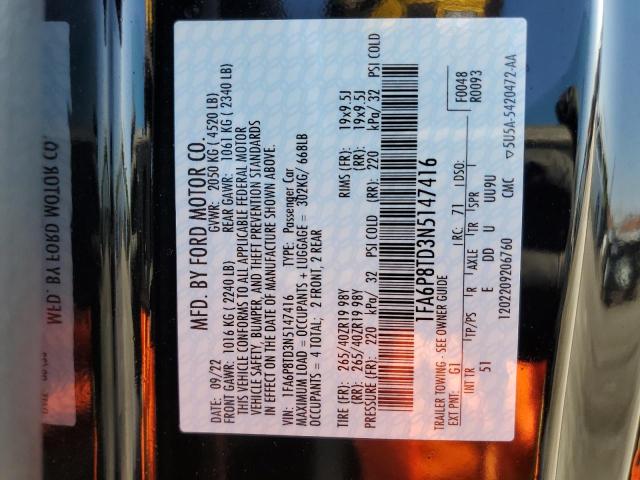 MFD. BY FORD MOTOR CO.
DATE: 09/22 GVWR: 2050 KG ( 4520 LB)
FRONT GAWR: 1016 KG ( 2240 LB) REAR GAWR: 1061 KG ( 2340 LB)
THIS VEHICLE CONFORMS TO ALL APPLICABLE FEDERAL MOTOR
VEHICLE SAFETY, BUMPER, AND THEFT PREVENTION STANDARDS
IN EFFECT ON THE DATE OF MANUFACTURE SHOWN ABOVE.
VIN: 1FA6P8TD3N5147416 TYPE: Passenger Car
MAXIMUM LOAD = OCCUPANTS + LUGGAGE = 302KG/ 668LB
OCCUPANTS = 4 TOTAL; 2 FRONT, 2 REAR
TIRE (FR): 265/40ZR19 98Y RIMS (FR): 19x9.5J
(RR): 265/40ZR19 98Y (RR): 19x9.5J
PRESSURE (FR): 220 kPa/ 32 PSI COLD (RR): 220 kPa/ 32 PSI COLD
1FA6P8TD3N5147416
TRAILER TOWING - SEE OWNER GUIDE F0048
EXT PNT: G1 RC: 71 DSO: R0093
INT TR TP/PS R AXLE TR SPR
51 E DD U UU9U
1202209206760 CMC 5U5A-5420472-AA
MFD. BY FORD MOTOR CO.